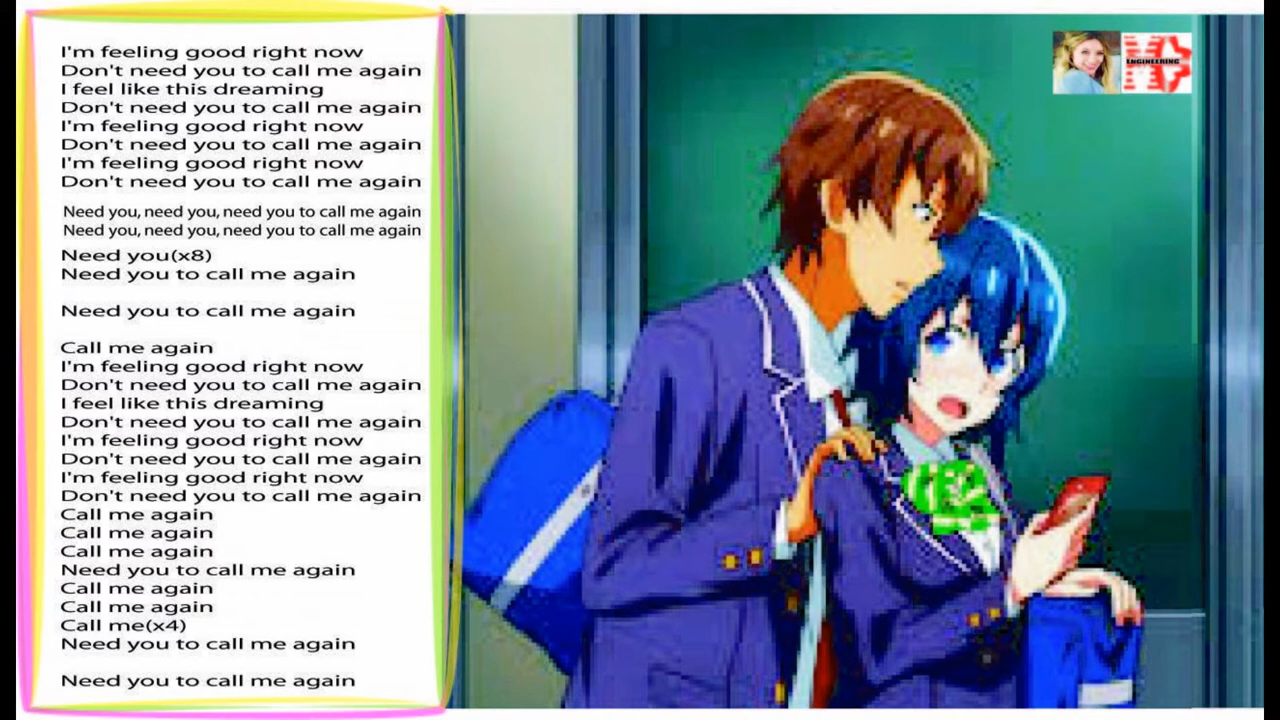 I'm feeling good right now
Don't need you to call me again
I feel like this dreaming
Don't need you to call me again
I'm feeling good right now
Don't need you to call me again
I'm feeling good right now
Don't need you to call me again
Need you, need you, need you to call me again
Need you, need you, need you to call me again
Need you(x8)
Need you to call me again
Need you to call me again
Call me again
I'm feeling good right now
Don't need you to call me again
I feel like this dreaming
Don't need you to call me again
I'm feeling good right now
Don't need you to call me again
I'm feeling good right now
Don't need you to call me again
Call me again
Call me again
Call me again
Need you to call me again
Call me again
Call me again
Call me(x4)
Need you to call me again
Need you to call me again
ENGINEERING